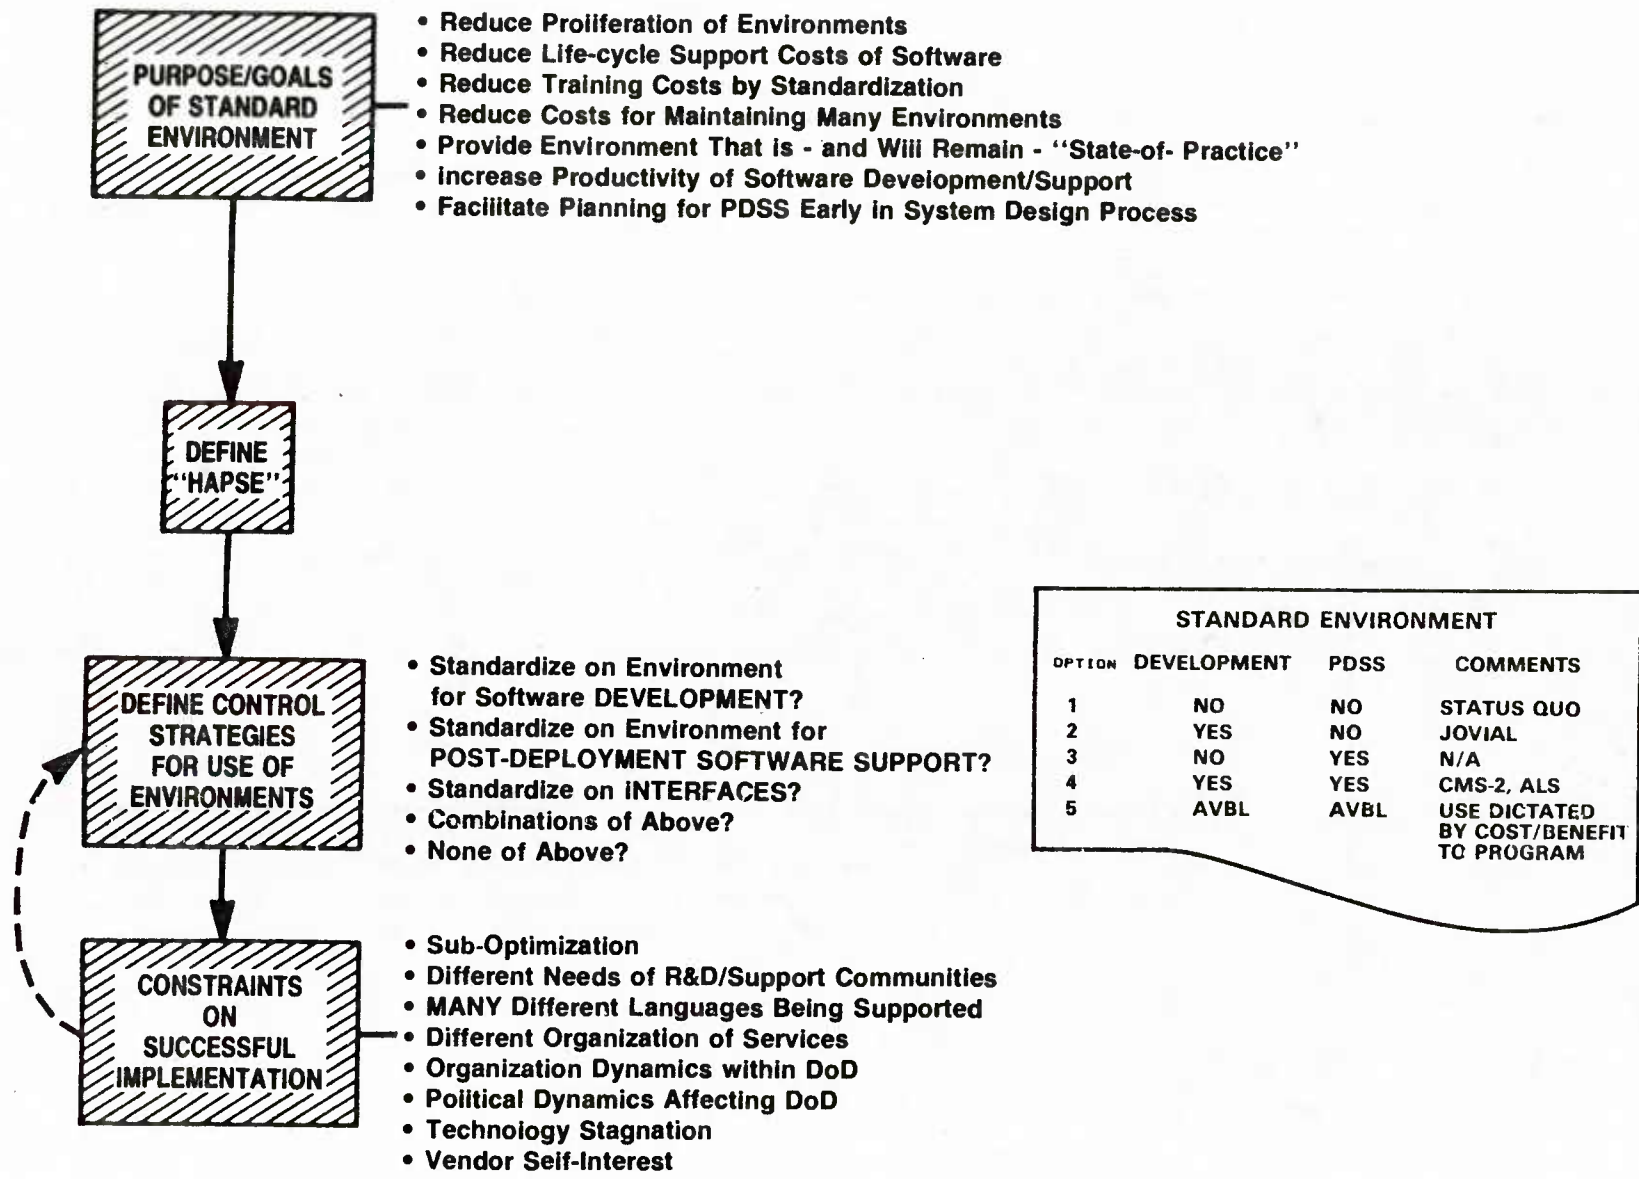 PURPOSE/GOALS
OF STANDARD
ENVIRONMENT
• Reduce Proliferation of Environments
• Reduce Life-cycle Support Costs of Software
• Reduce Training Costs by Standardization
• Reduce Costs for Maintaining Many Environments
• Provide Environment That is - and Will Remain - “State-of- Practice”
• Increase Productivity of Software Development/Support
• Facilitate Planning for PDSS Early in System Design Process
DEFINE
“HAPSE”
DEFINE CONTROL
STRATEGIES
FOR USE OF
ENVIRONMENTS
• Standardize on Environment
for Software DEVELOPMENT?
• Standardize on Environment for
POST-DEPLOYMENT SOFTWARE SUPPORT?
• Standardize on INTERFACES?
• Combinations of Above?
• None of Above?
STANDARD ENVIRONMENT
OPTION DEVELOPMENT PDSS COMMENTS
1 NO NO STATUS QUO
2 YES NO JOVIAL
3 NO YES N/A
4 YES YES CMS-2, ALS
5 AVBL AVBL USE DICTATED
BY COST/BENEFIT
TO PROGRAM
CONSTRAINTS
ON
SUCCESSFUL
IMPLEMENTATION
• Sub-Optimization
• Different Needs of R&D/Support Communities
• MANY Different Languages Being Supported
• Different Organization of Services
• Organization Dynamics within DoD
• Political Dynamics Affecting DoD
• Technology Stagnation
• Vendor Self-Interest